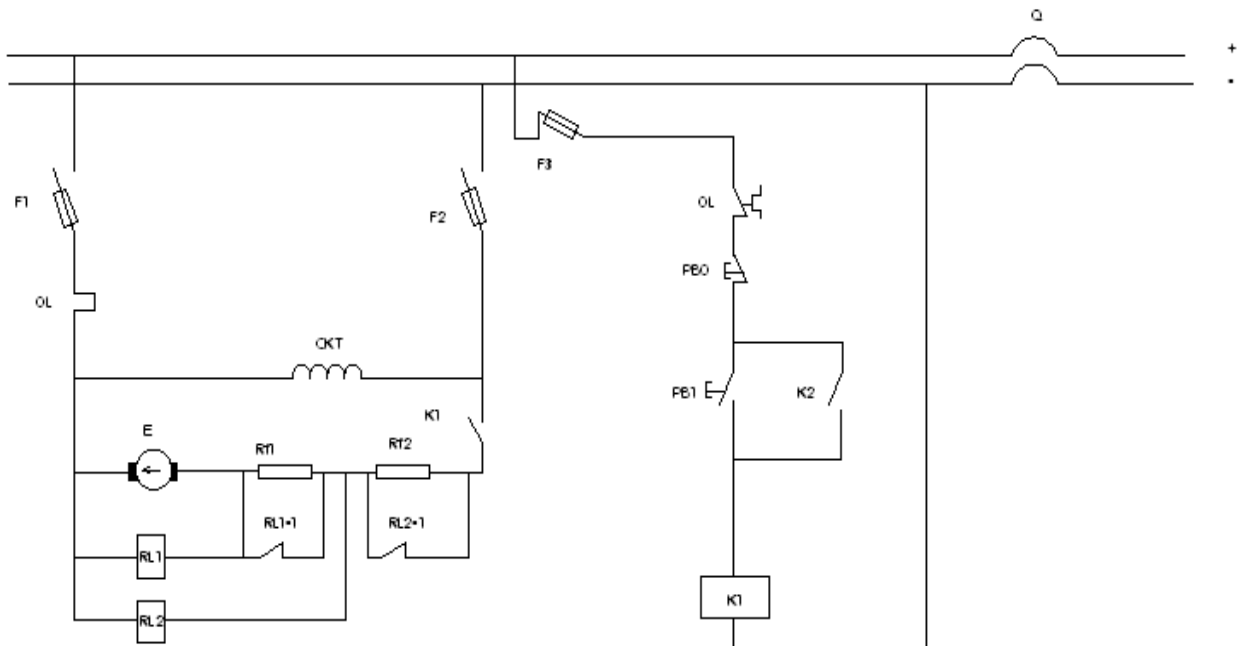 Q
+
-
F3
F1
F2
OL
PB0
OL
CKT
PB1
K2
K1
E
Rf1
Rf2
RL1-1
RL2-1
RL1
RL2
K1